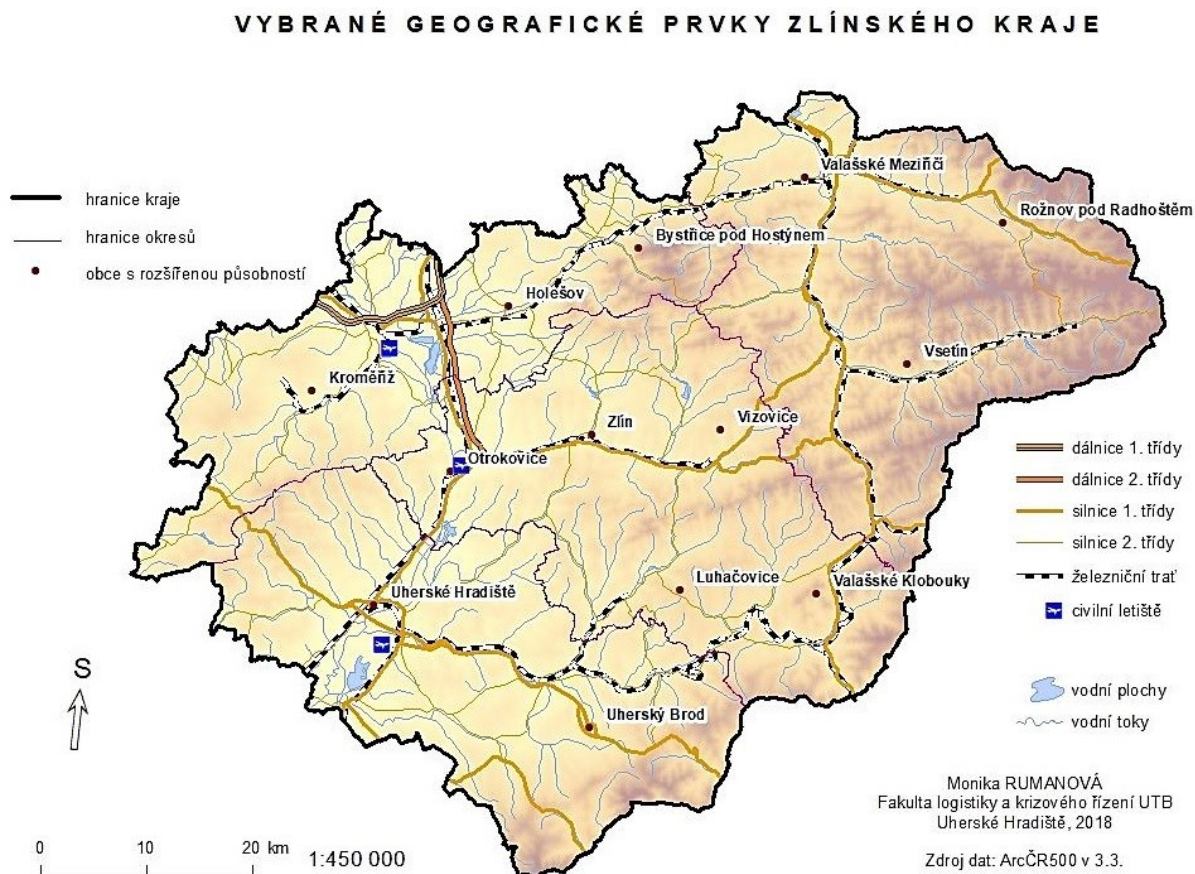 VYBRANÉ GEOGRAFICKÉ PRVKY ZLÍNSKÉHO KRAJE
hranice kraje
hranice okresů
obce s rozšířenou působností
Valašské Meziříčí
Rožnov pod Radhoštěm
Bystřice pod Hostýnem
Holešov
Vsetín
Kroměříž
Zlín
Vizovice
Otrokovice
Luhačovice
Valašské Klobouky
Uherské Hradiště
Uherský Brod
dálnice 1. třídy
dálnice 2. třídy
silnice 1. třídy
silnice 2. třídy
železniční trať
civilní letiště
vodní plochy
vodní toky
S
Monika RUMANOVÁ
Fakulta logistiky a krizového řízení UTB
Uherské Hradiště, 2018
Zdroj dat: ArcČR500 v 3.3.
0 10 20 km
1:450 000